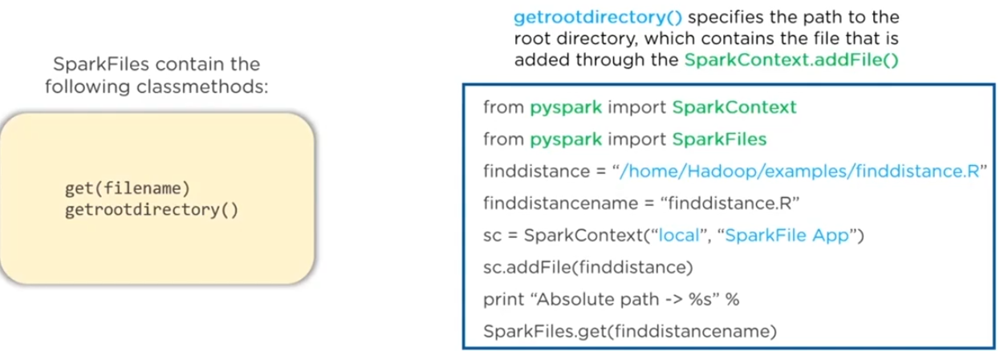 SparkFiles contain the
following classmethods:
get(filename)
getrootdirectory()
getrootdirectory() specifies the path to the
root directory, which contains the file that is
added through the SparkContext.addFile()
from pyspark import SparkContext
from pyspark import SparkFiles
finddistance = “/home/Hadoop/examples/finddistance.R”
finddistancename = “finddistance.R”
sc = SparkContext(“local”, “SparkFile App”)
sc.addFile(finddistance)
print “Absolute path -> %s” %
SparkFiles.get(finddistancename)